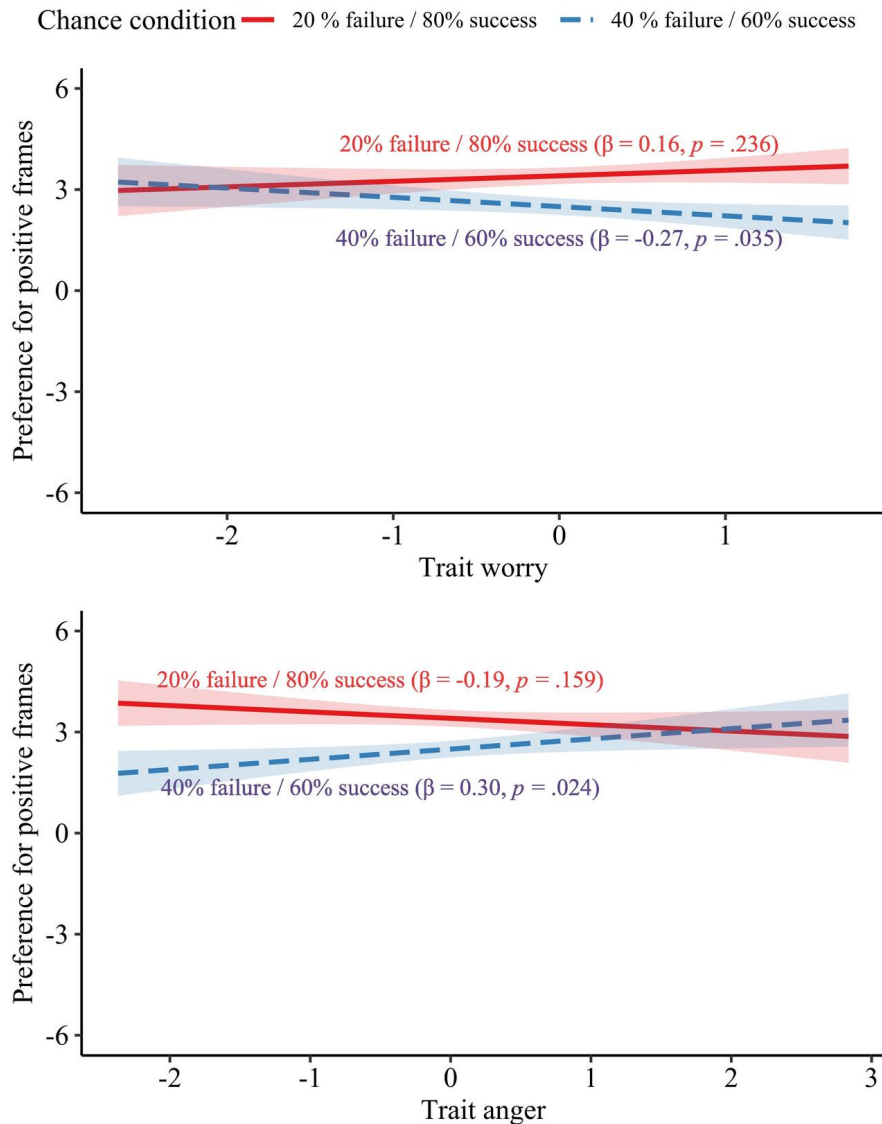 Chance condition 20 % failure / 80% success 40 % failure / 60% success
6
3
0
-3
-6
Preference for positive frames
20% failure / 80% success (β = 0.16, p = .236)
40% failure / 60% success (β = -0.27, p = .035)
-2 -1 0 1
Trait worry
6
3
0
-3
-6
Preference for positive frames
20% failure / 80% success (β = -0.19, p = .159)
40% failure / 60% success (β = 0.30, p = .024)
-2 -1 0 1 2 3
Trait anger